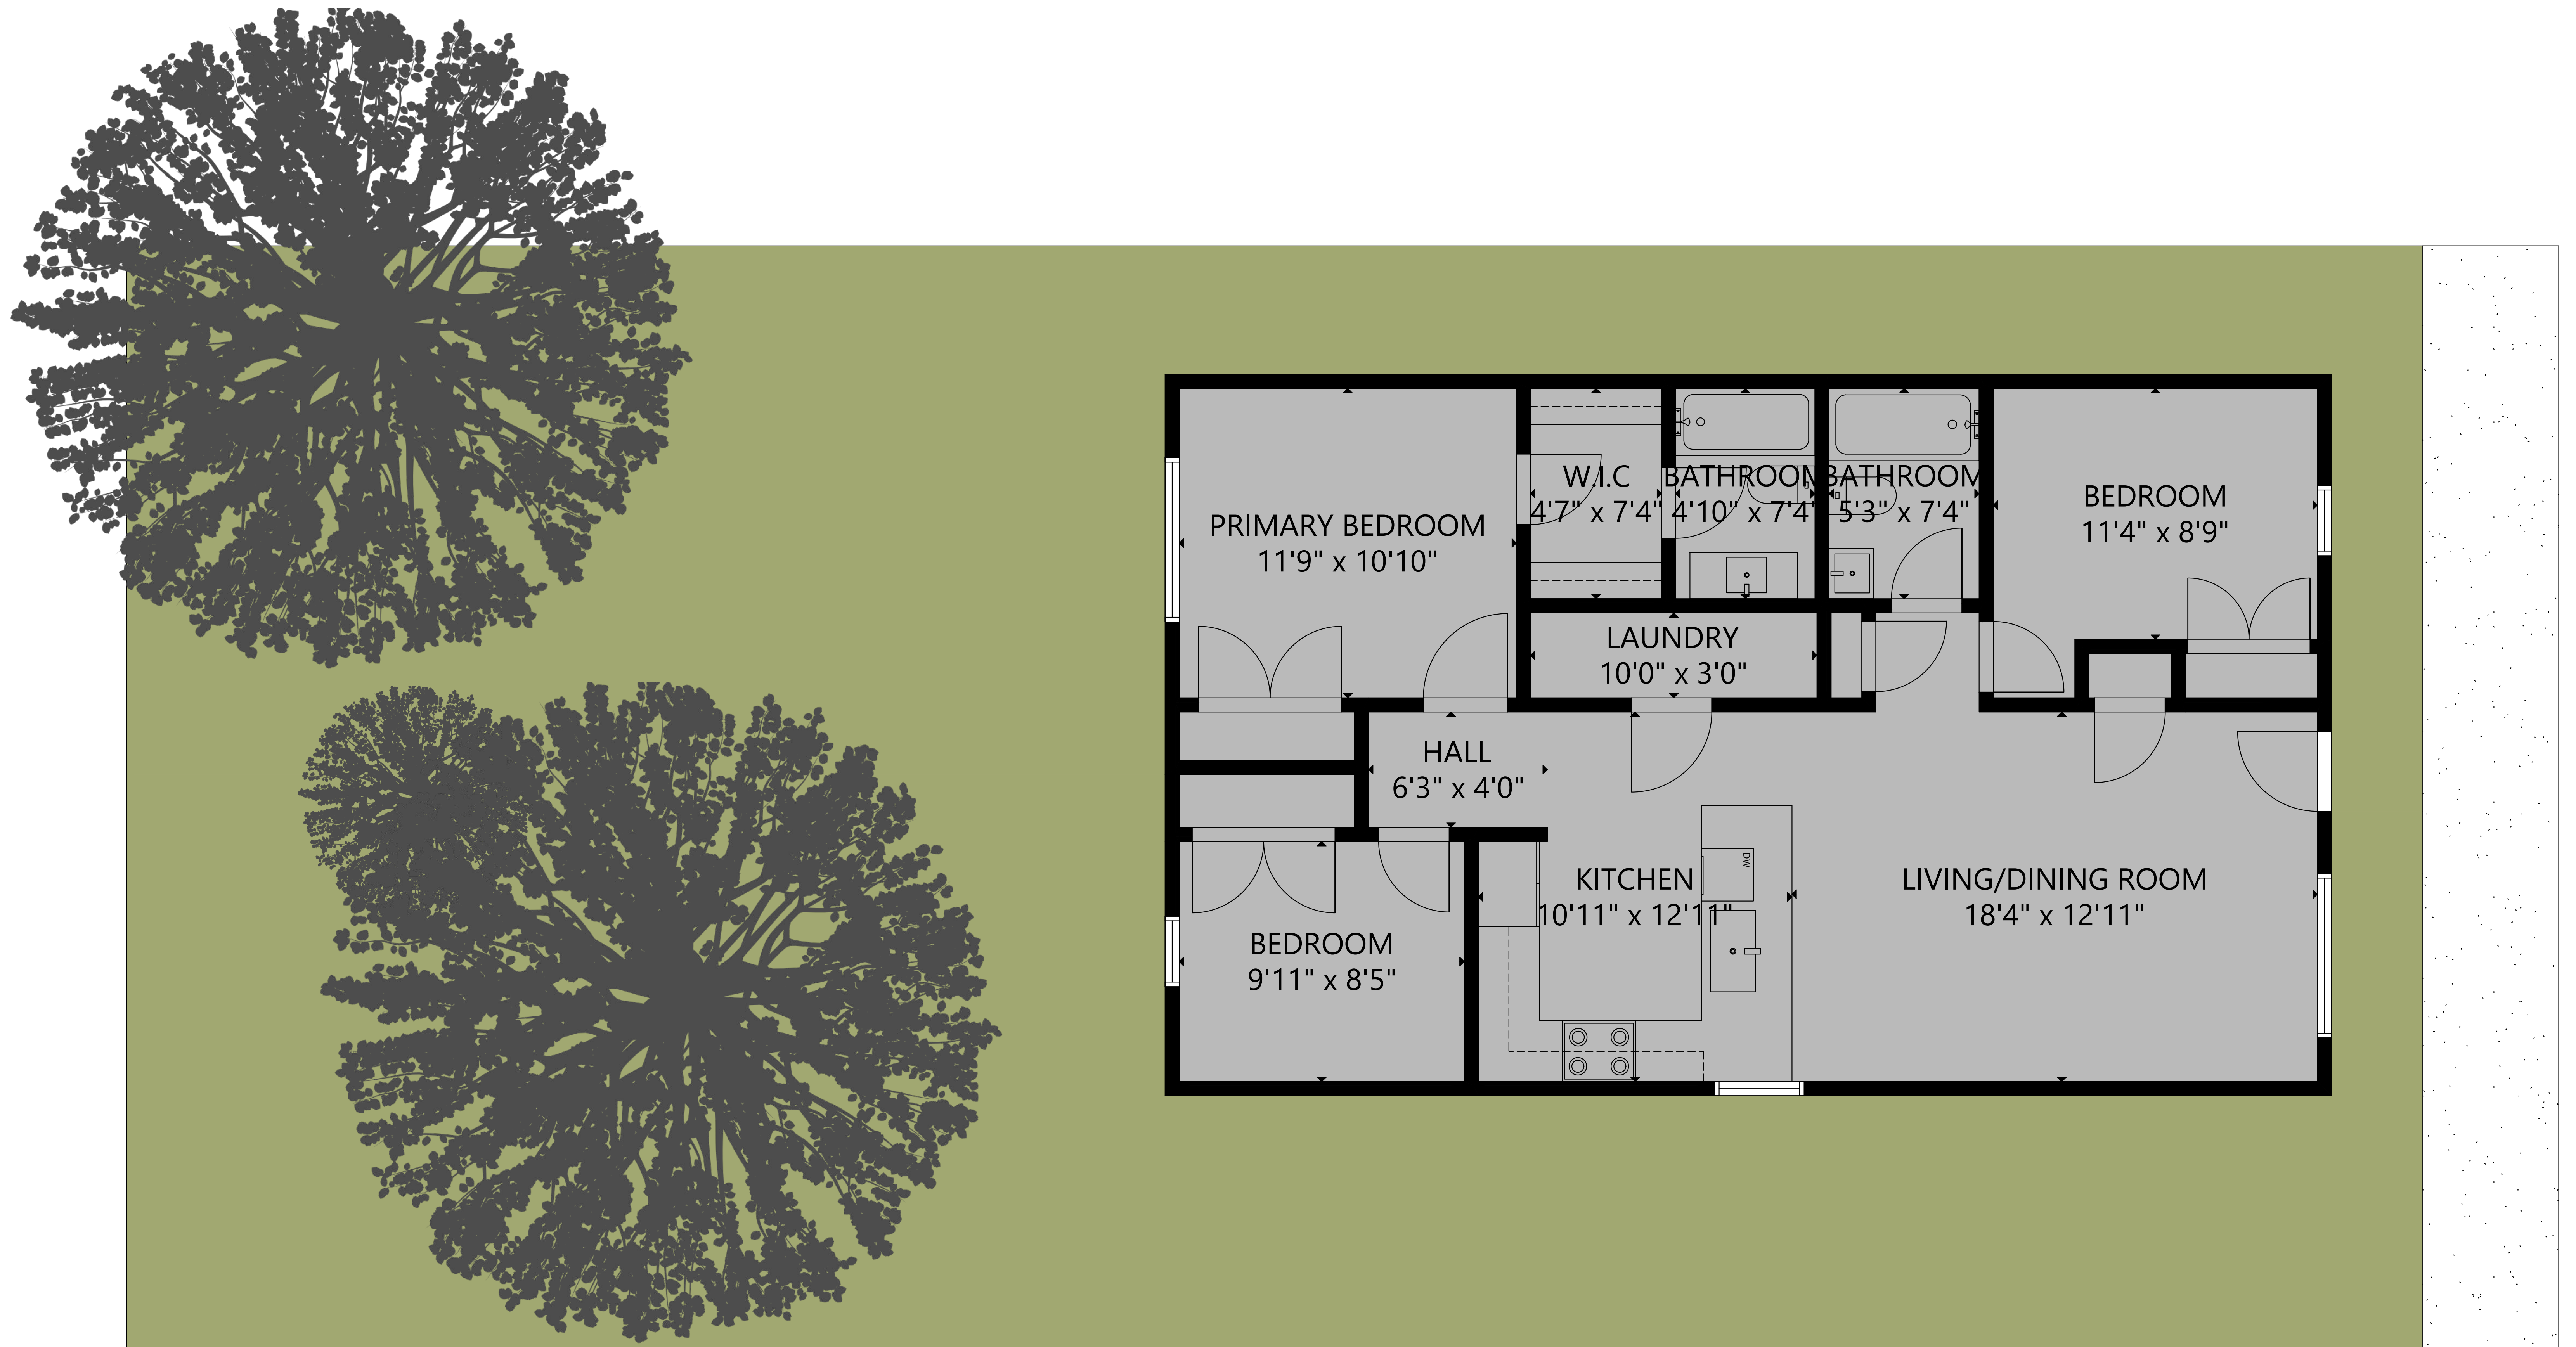 W.I.C
4'7" x 7'4"
BATHROOM
4'10" x 7'4"
BATHROOM
5'3" x 7'4"
BEDROOM
11'4" x 8'9"
PRIMARY BEDROOM
11'9" x 10'10"
LAUNDRY
10'0" x 3'0"
HALL
6'3" x 4'0"
KITCHEN
10'11" x 12'11"
DW
LIVING/DINING ROOM
18'4" x 12'11"
BEDROOM
9'11" x 8'5"